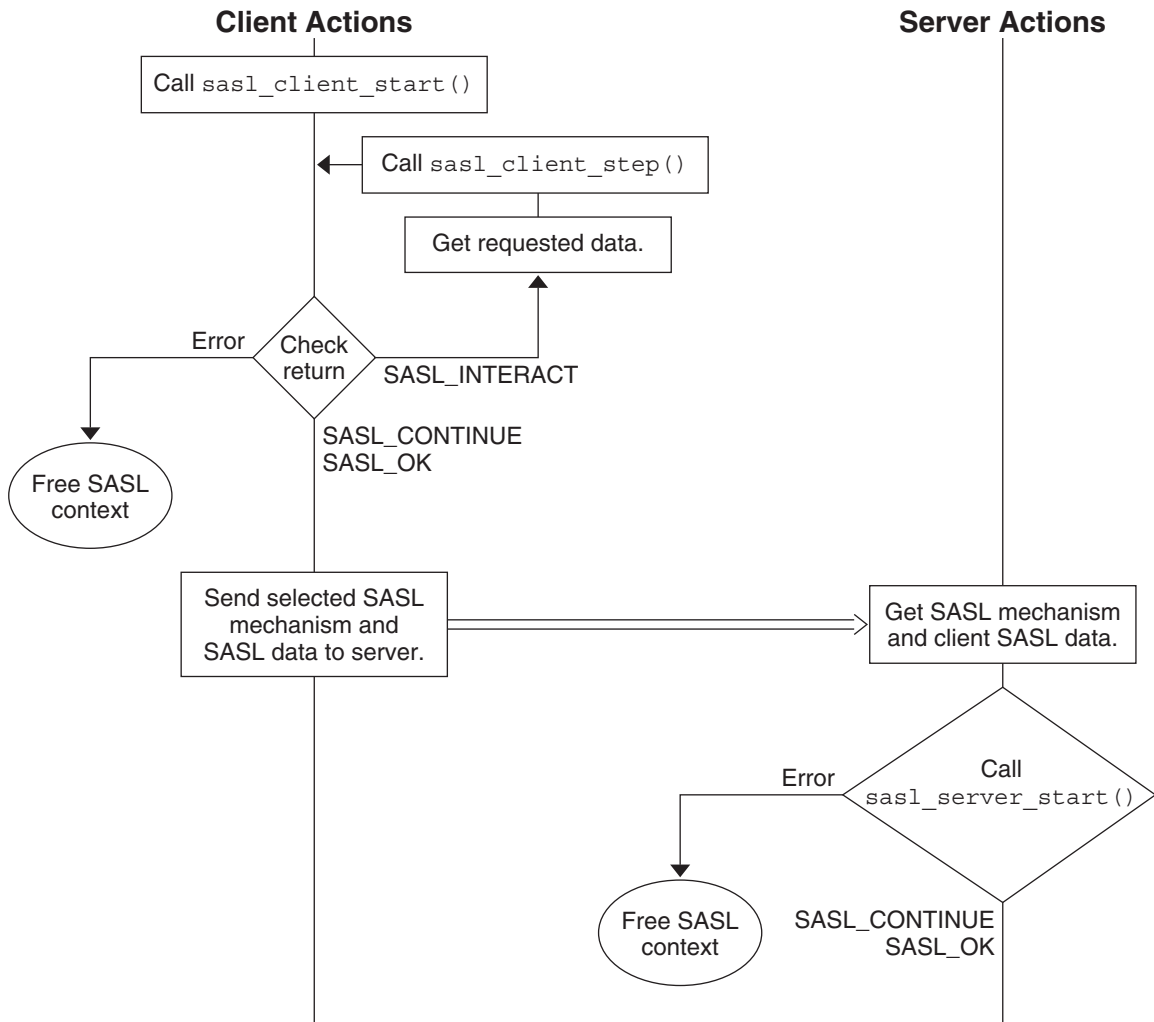 Client Actions
Server Actions
Call sasl_client_start()
Call sasl_client_step()
Get requested data.
Error
Check
return
SASL_INTERACT
SASL_CONTINUE
SASL_OK
Free SASL
context
Send selected SASL
mechanism and
SASL data to server.
Get SASL mechanism
and client SASL data.
Error
Call
sasl_server_start()
Free SASL
context
SASL_CONTINUE
SASL_OK